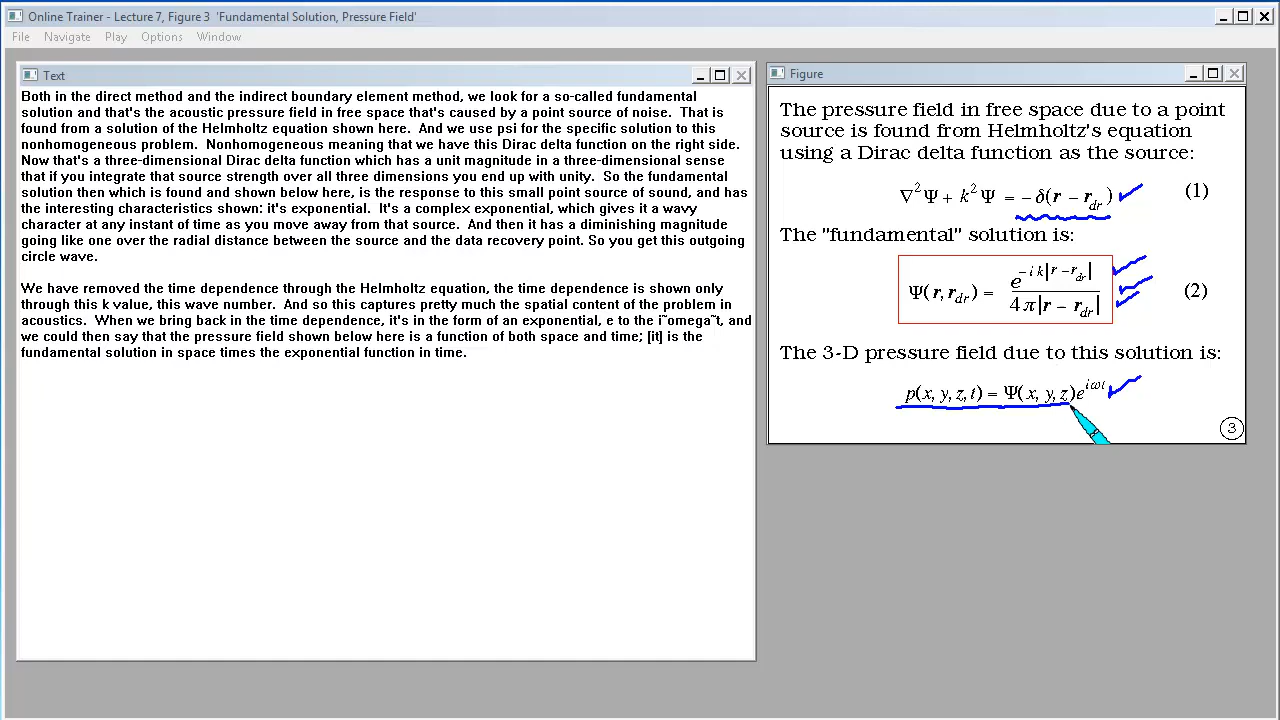 Online Trainer - Lecture 7, Figure 3 'Fundamental Solution, Pressure Field'
File Navigate Play Options Window
Text
Both in the direct method and the indirect boundary element method, we look for a so-called fundamental
solution and that's the acoustic pressure field in free space that's caused by a point source of noise. That is
found from a solution of the Helmholtz equation shown here. And we use psi for the specific solution to this
nonhomogeneous problem. Nonhomogeneous meaning that we have this Dirac delta function on the right side.
Now that's a three-dimensional Dirac delta function which has a unit magnitude in a three-dimensional sense
that if you integrate that source strength over all three dimensions you end up with unity. So the fundamental
solution then which is found and shown below here, is the response to this small point source of sound, and has
the interesting characteristics shown: it's exponential. It's a complex exponential, which gives it a wavy
character at any instant of time as you move away from that source. And then it has a diminishing magnitude
going like one over the radial distance between the source and the data recovery point. So you get this outgoing
circle wave.
We have removed the time dependence through the Helmholtz equation, the time dependence is shown only
through this k value, this wave number. And so this captures pretty much the spatial content of the problem in
acoustics. When we bring back in the time dependence, it's in the form of an exponential, e to the i~omega~t, and
we could then say that the pressure field shown below here is a function of both space and time; [it] is the
fundamental solution in space times the exponential function in time.
Figure
The pressure field in free space due to a point
source is found from Helmholtz's equation
using a Dirac delta function as the source:
∇²Ψ + k²Ψ = −δ(r − r_dr) (1)
The "fundamental" solution is:
Ψ(r, r_dr) = e^(−ik|r−r_dr|) / 4π|r − r_dr| (2)
The 3-D pressure field due to this solution is:
p(x, y, z, t) = Ψ(x, y, z)e^(iωt)
3